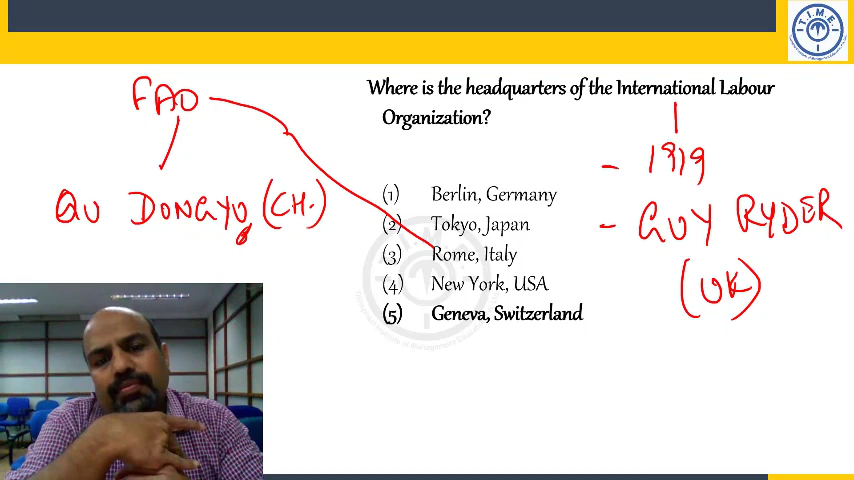 T.I.M.E.
Where is the headquarters of the International Labour
Organization?
(1) Berlin, Germany
(2) Tokyo, Japan
(3) Rome, Italy
(4) New York, USA
(5) Geneva, Switzerland
FAO
QU DONGYU (CH.)
- 1919
- GUY RYDER
(UK)